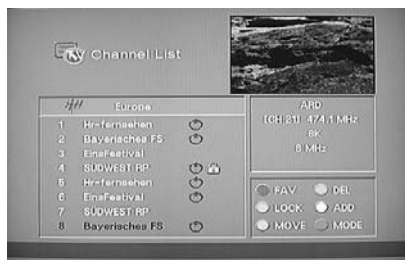 TV Channel List
Europe
1 Hr-fernsehen
2 Bayerisches FS
3 EinsFestival
4 SÜDWEST RP
5 Hr-fernsehen
6 EinsFestival
7 SÜDWEST RP
8 Bayerisches FS
ARD
[CH 21] 474.1 MHz
8K
8 MHz
FAV DEL
LOCK ADD
MOVE MODE